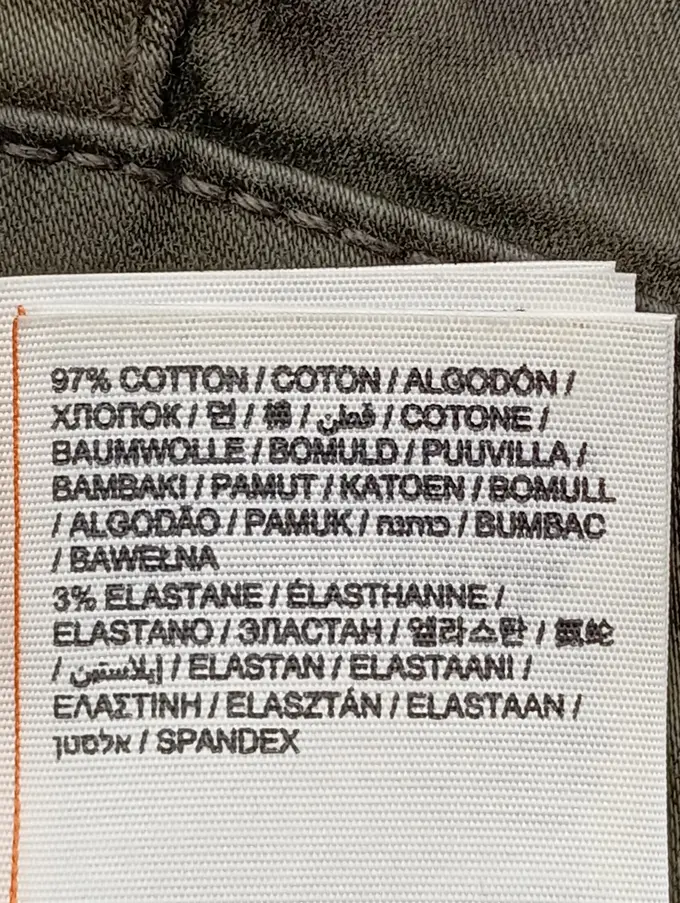 97% COTTON / COTON / ALGODÓN /
ХЛОПОК / 면 / 棉 / قطن / COTONE /
BAUMWOLLE / BOMULD / PUUVILLA /
BAMBAKI / PAMUT / KATOEN / BOMULL
/ ALGODÃO / PAMUK / כותנה / BUMBAC
/ BAWEŁNA
3% ELASTANE / ÉLASTHANNE /
ELASTANO / ЭЛАСТАН / 엘라스탄 / 氨纶
/ إيلاستين / ELASTAN / ELASTAANI /
ΕΛΑΣΤΙΝΗ / ELASZTÁN / ELASTAAN /
אלסטן / SPANDEX